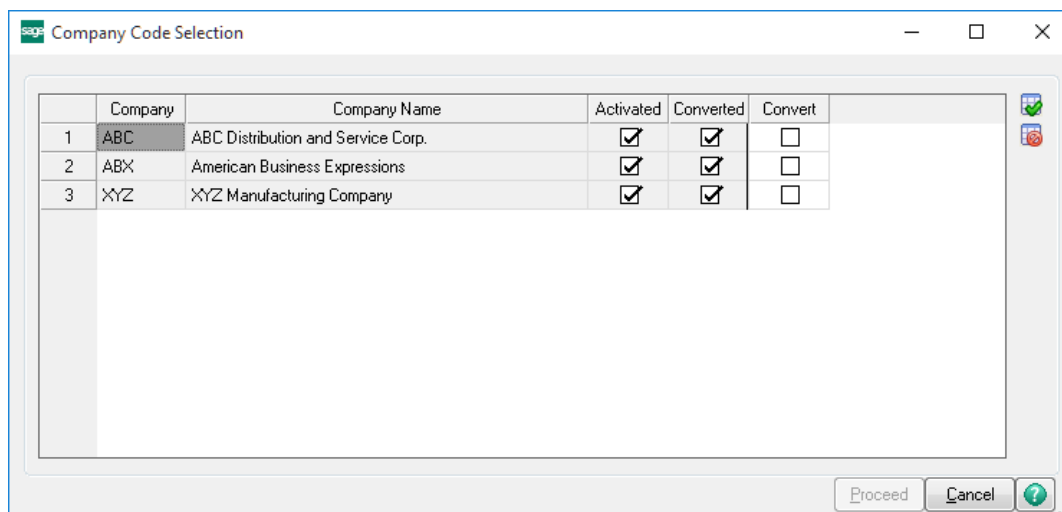 sage Company Code Selection
Company Company Name Activated Converted Convert
1 ABC ABC Distribution and Service Corp.
2 ABX American Business Expressions
3 XYZ XYZ Manufacturing Company
Proceed Cancel ?